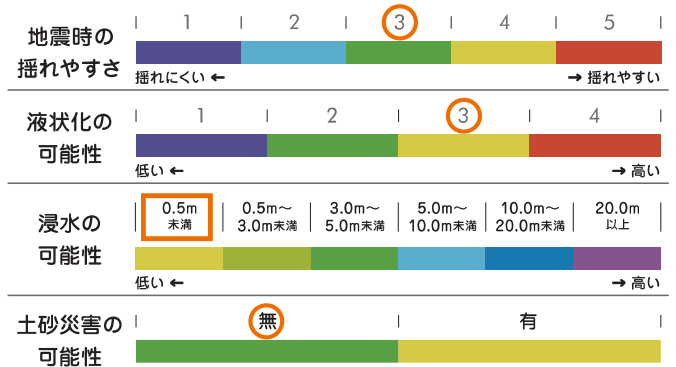 地震時の
揺れやすさ
1 2 3 4 5
揺れにくい ← → 揺れやすい
液状化の
可能性
1 2 3 4
低い ← → 高い
浸水の
可能性
0.5m 0.5m〜 3.0m〜 5.0m〜 10.0m〜 20.0m
未満 3.0m未満 5.0m未満 10.0m未満 20.0m未満 以上
低い ← → 高い
土砂災害の
可能性
無 有